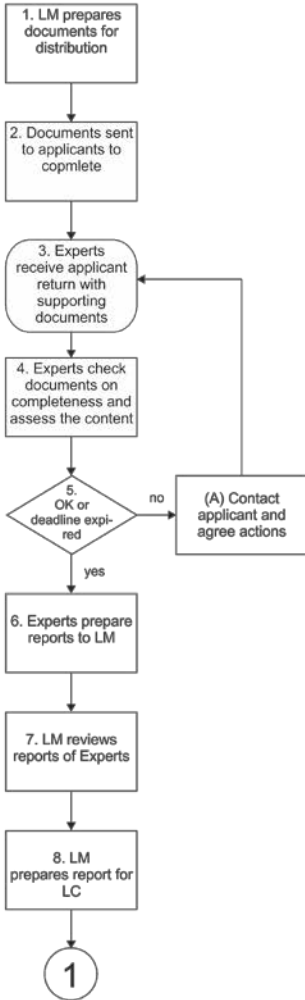 1. LM prepares
documents for
distribution
2. Documents sent
to applicants to
copmlete
3. Experts
receive applicant
return with
supporting
documents
4. Experts check
documents on
completeness and
assess the content
5.
OK or
deadline expi-
red
no
(A) Contact
applicant and
agree actions
yes
6. Experts prepare
reports to LM
7. LM reviews
reports of Experts
8. LM
prepares report for
LC
1